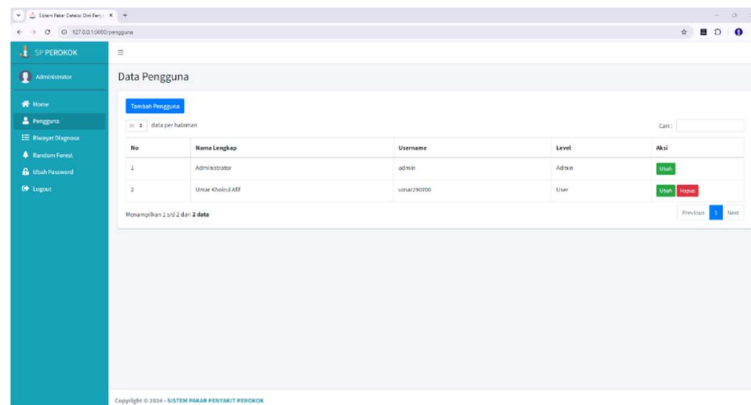 Sistem Pakar Deteksi Dini Penya
127.0.0.1:5000/pengguna
SP PEROKOK
Administrator
Home
Pengguna
Riwayat Diagnosa
Random Forest
Ubah Password
Logout
Data Pengguna
Tambah Pengguna
10 data per halaman
Cari :
No Nama Lengkap Username Level Aksi
1 Administrator admin Admin Ubah
2 Umar Khoirul Afif User Ubah Hapus
Menampilkan 1 s/d 2 dari 2 data
Previous 1 Next
Copyright © 2024 - SISTEM PAKAR PENYAKIT PEROKOK